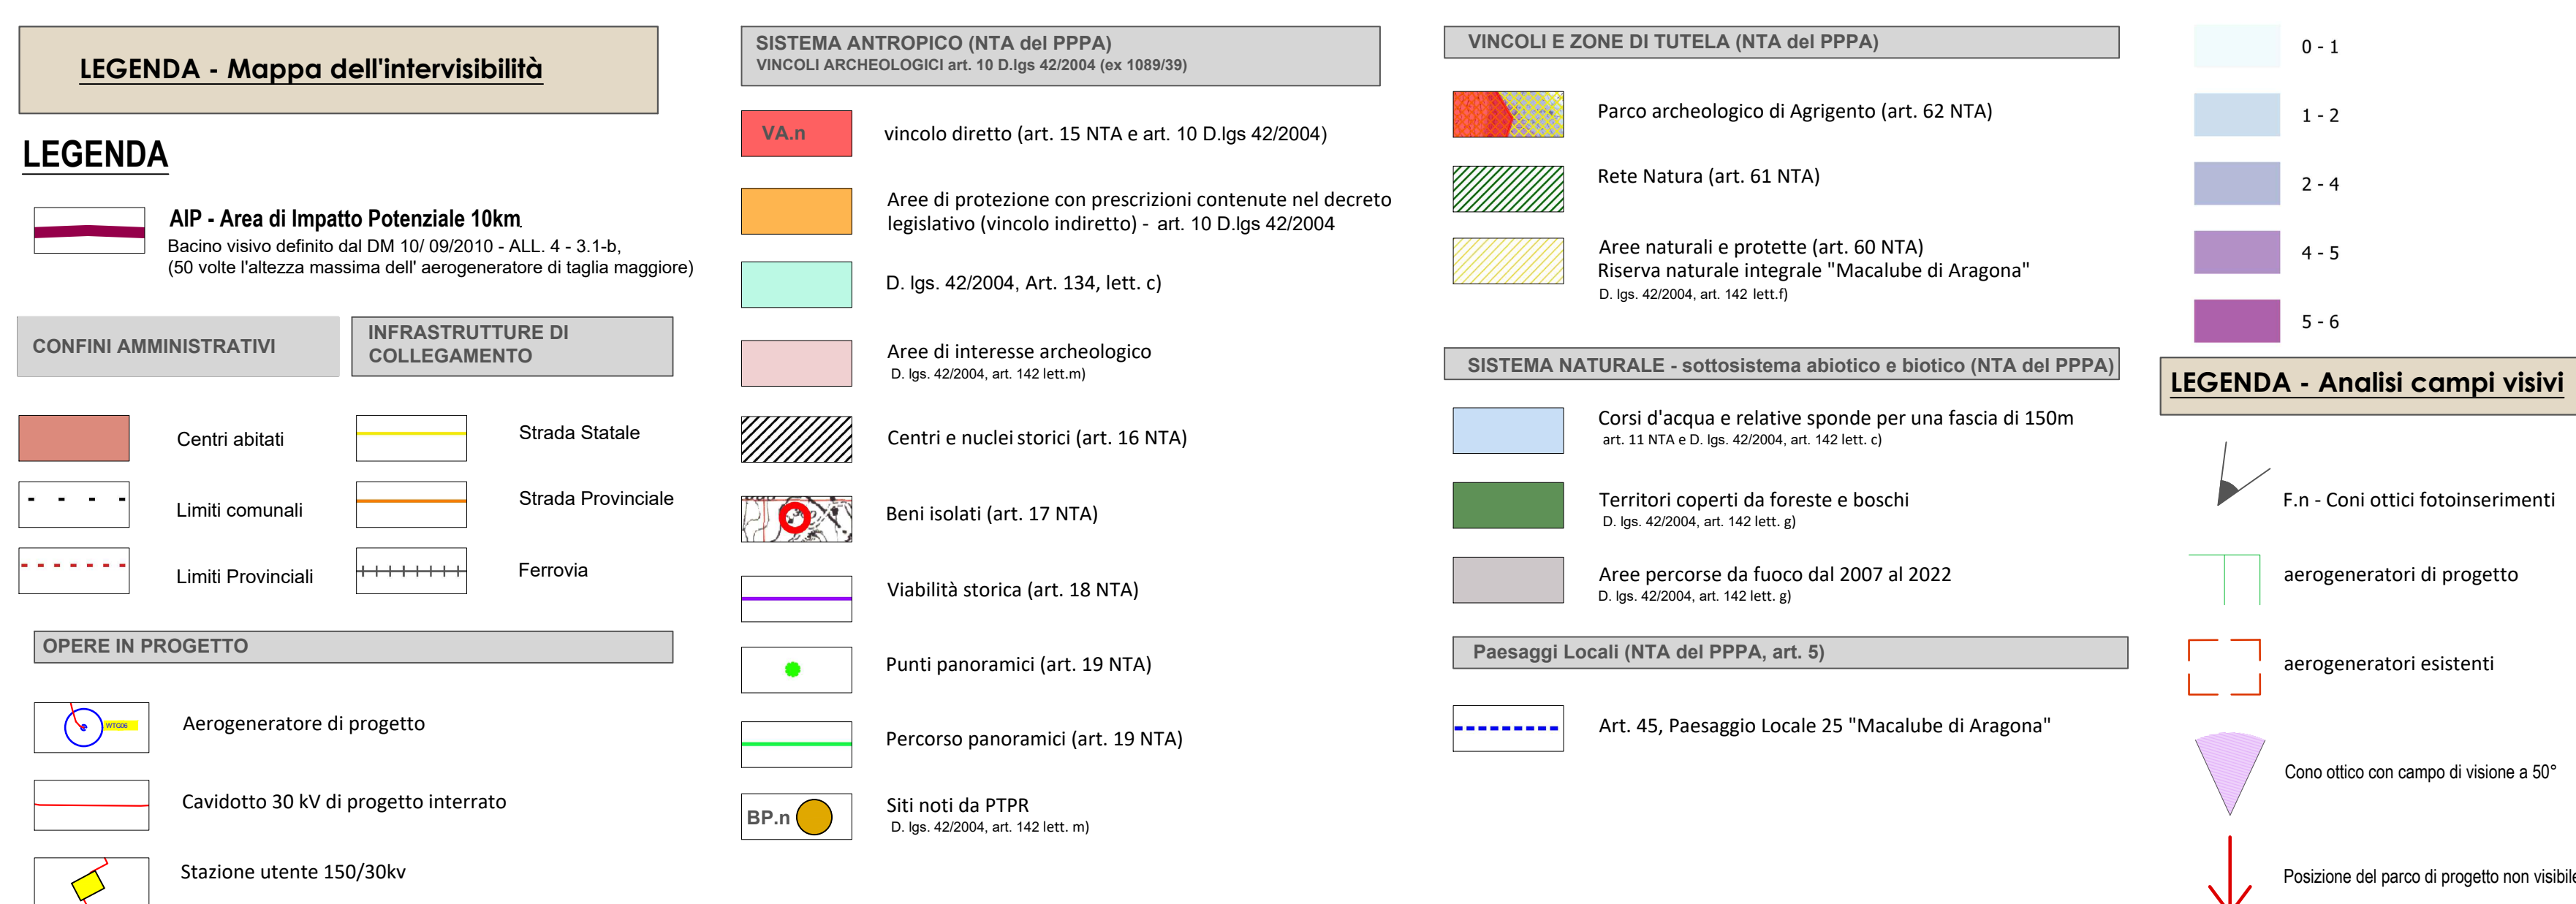 LEGENDA - Mappa dell'intervisibilità
LEGENDA
AIP - Area di Impatto Potenziale 10km
Bacino visivo definito dal DM 10/ 09/2010 - ALL. 4 - 3.1-b,
(50 volte l'altezza massima dell' aerogeneratore di taglia maggiore)
CONFINI AMMINISTRATIVI
Centri abitati
Limiti comunali
Limiti Provinciali
INFRASTRUTTURE DI
COLLEGAMENTO
Strada Statale
Strada Provinciale
Ferrovia
OPERE IN PROGETTO
WTG06
Aerogeneratore di progetto
Cavidotto 30 kV di progetto interrato
Stazione utente 150/30kv
SISTEMA ANTROPICO (NTA del PPPA)
VINCOLI ARCHEOLOGICI art. 10 D.lgs 42/2004 (ex 1089/39)
VA.n
vincolo diretto (art. 15 NTA e art. 10 D.lgs 42/2004)
Aree di protezione con prescrizioni contenute nel decreto
legislativo (vincolo indiretto) - art. 10 D.lgs 42/2004
D. lgs. 42/2004, Art. 134, lett. c)
Aree di interesse archeologico
D. lgs. 42/2004, art. 142 lett.m)
Centri e nuclei storici (art. 16 NTA)
Beni isolati (art. 17 NTA)
Viabilità storica (art. 18 NTA)
Punti panoramici (art. 19 NTA)
Percorso panoramici (art. 19 NTA)
BP.n
Siti noti da PTPR
D. lgs. 42/2004, art. 142 lett. m)
VINCOLI E ZONE DI TUTELA (NTA del PPPA)
Parco archeologico di Agrigento (art. 62 NTA)
Rete Natura (art. 61 NTA)
Aree naturali e protette (art. 60 NTA)
Riserva naturale integrale "Macalube di Aragona"
D. lgs. 42/2004, art. 142 lett.f)
SISTEMA NATURALE - sottosistema abiotico e biotico (NTA del PPPA)
Corsi d'acqua e relative sponde per una fascia di 150m
art. 11 NTA e D. lgs. 42/2004, art. 142 lett. c)
Territori coperti da foreste e boschi
D. lgs. 42/2004, art. 142 lett. g)
Aree percorse da fuoco dal 2007 al 2022
D. lgs. 42/2004, art. 142 lett. g)
Paesaggi Locali (NTA del PPPA, art. 5)
Art. 45, Paesaggio Locale 25 "Macalube di Aragona"
0 - 1
1 - 2
2 - 4
4 - 5
5 - 6
LEGENDA - Analisi campi visivi
F.n - Coni ottici fotoinserimenti
aerogeneratori di progetto
aerogeneratori esistenti
Cono ottico con campo di visione a 50°
Posizione del parco di progetto non visibile